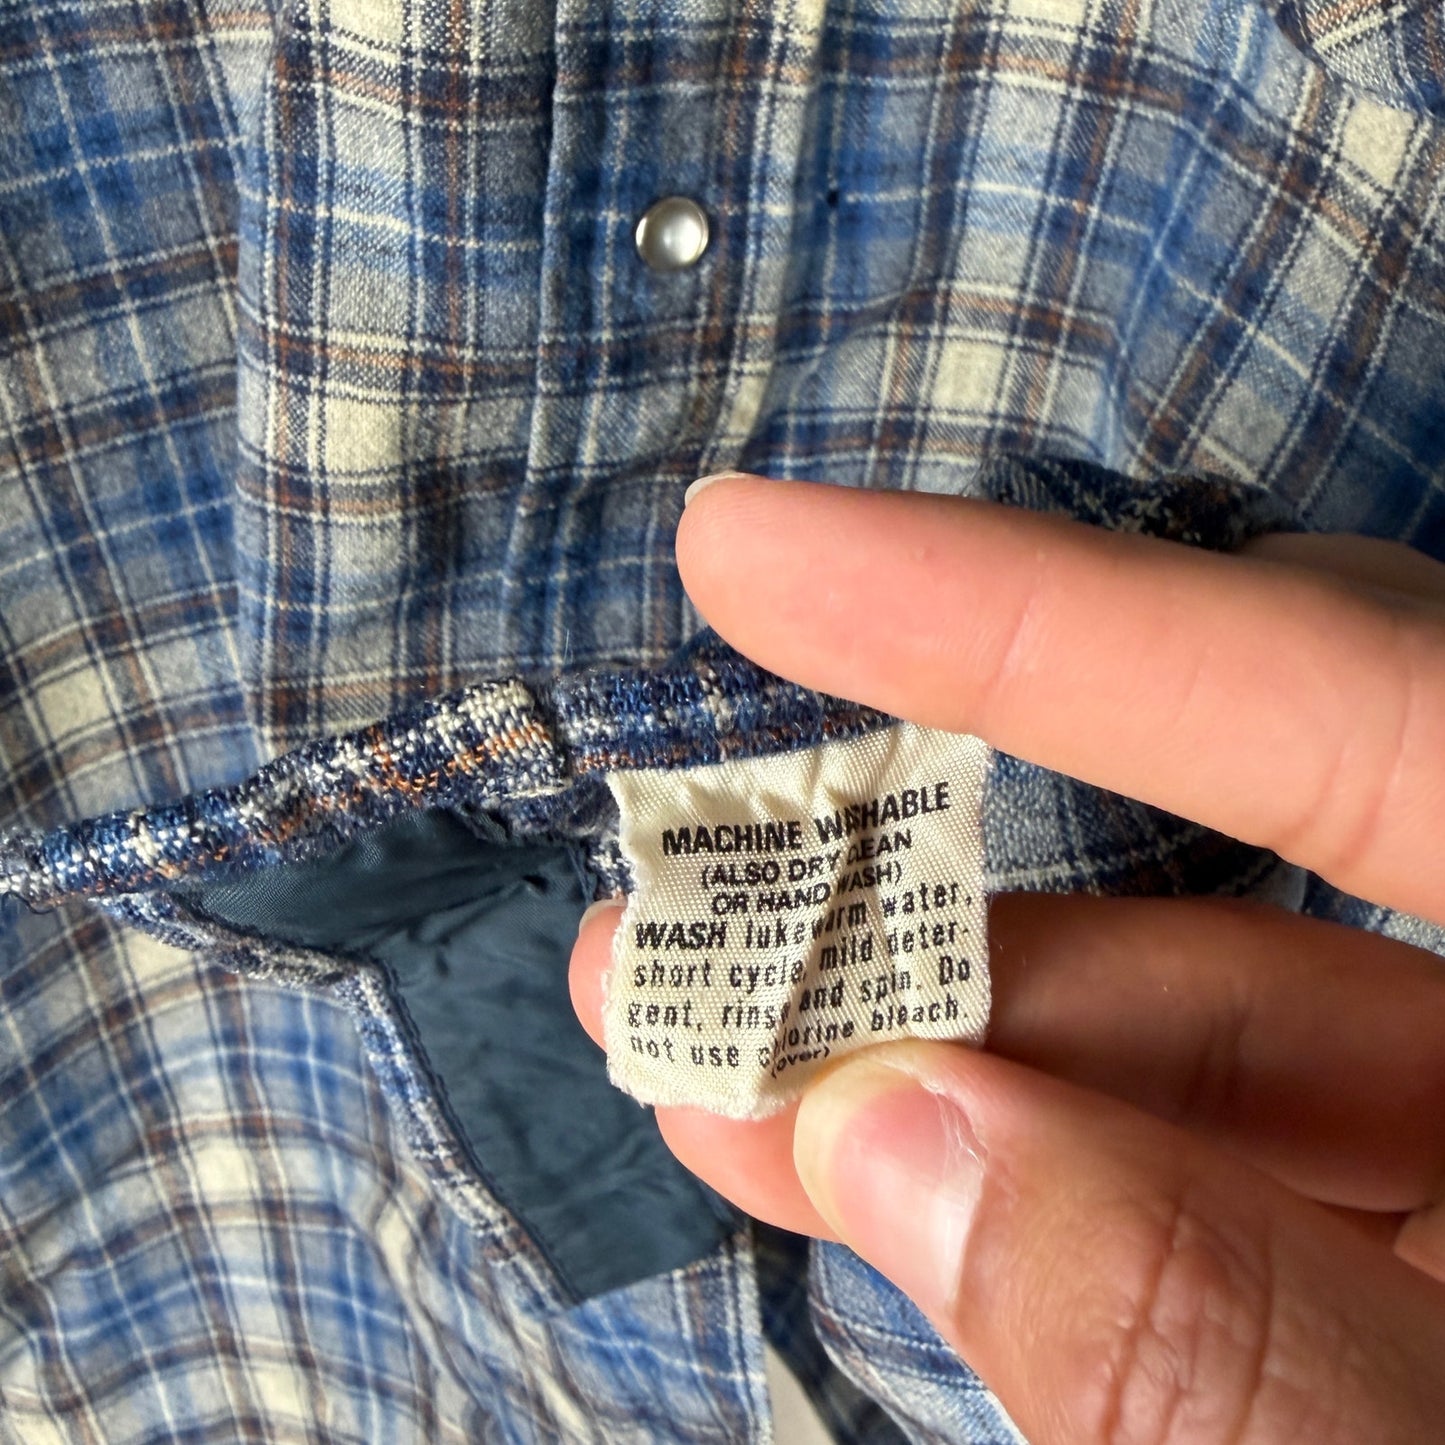 MACHINE WASHABLE
(ALSO DRY CLEAN
OR HAND WASH)
WASH lukewarm water,
short cycle, mild deter-
gent, rinse and spin. Do
not use chlorine bleach.
(over)